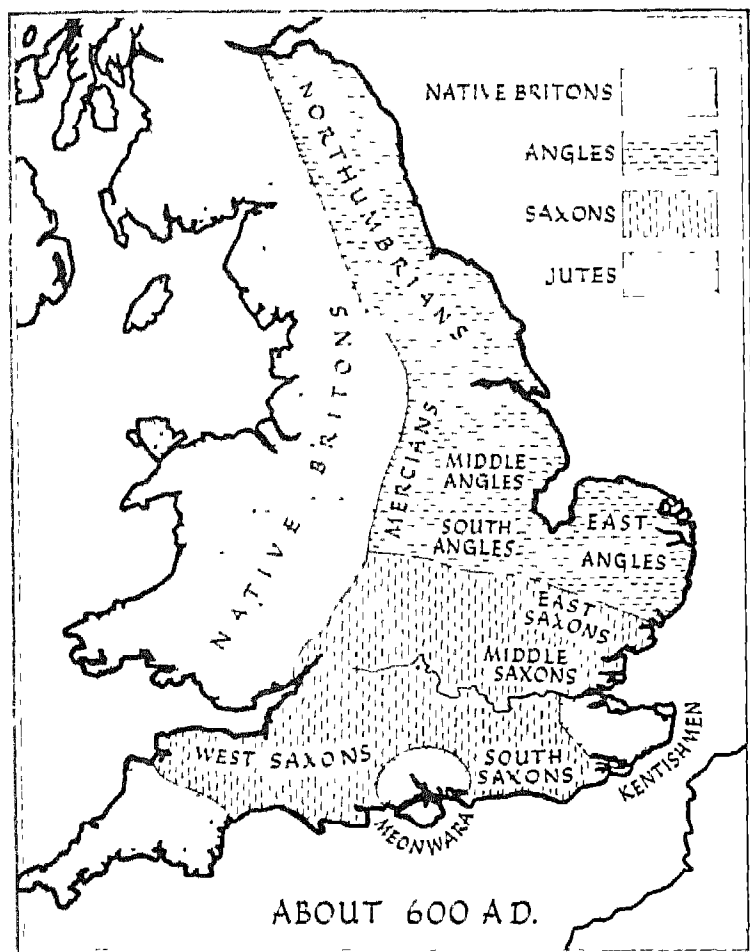 NATIVE BRITONS
ANGLES
SAXONS
JUTES
NORTHUMBRIANS
NATIVE BRITONS
MERCIANS
MIDDLE
ANGLES
SOUTH
ANGLES
EAST
ANGLES
EAST
SAXONS
MIDDLE
SAXONS
WEST SAXONS
SOUTH
SAXONS
KENTISHMEN
MEONWARA
ABOUT 600 A D.